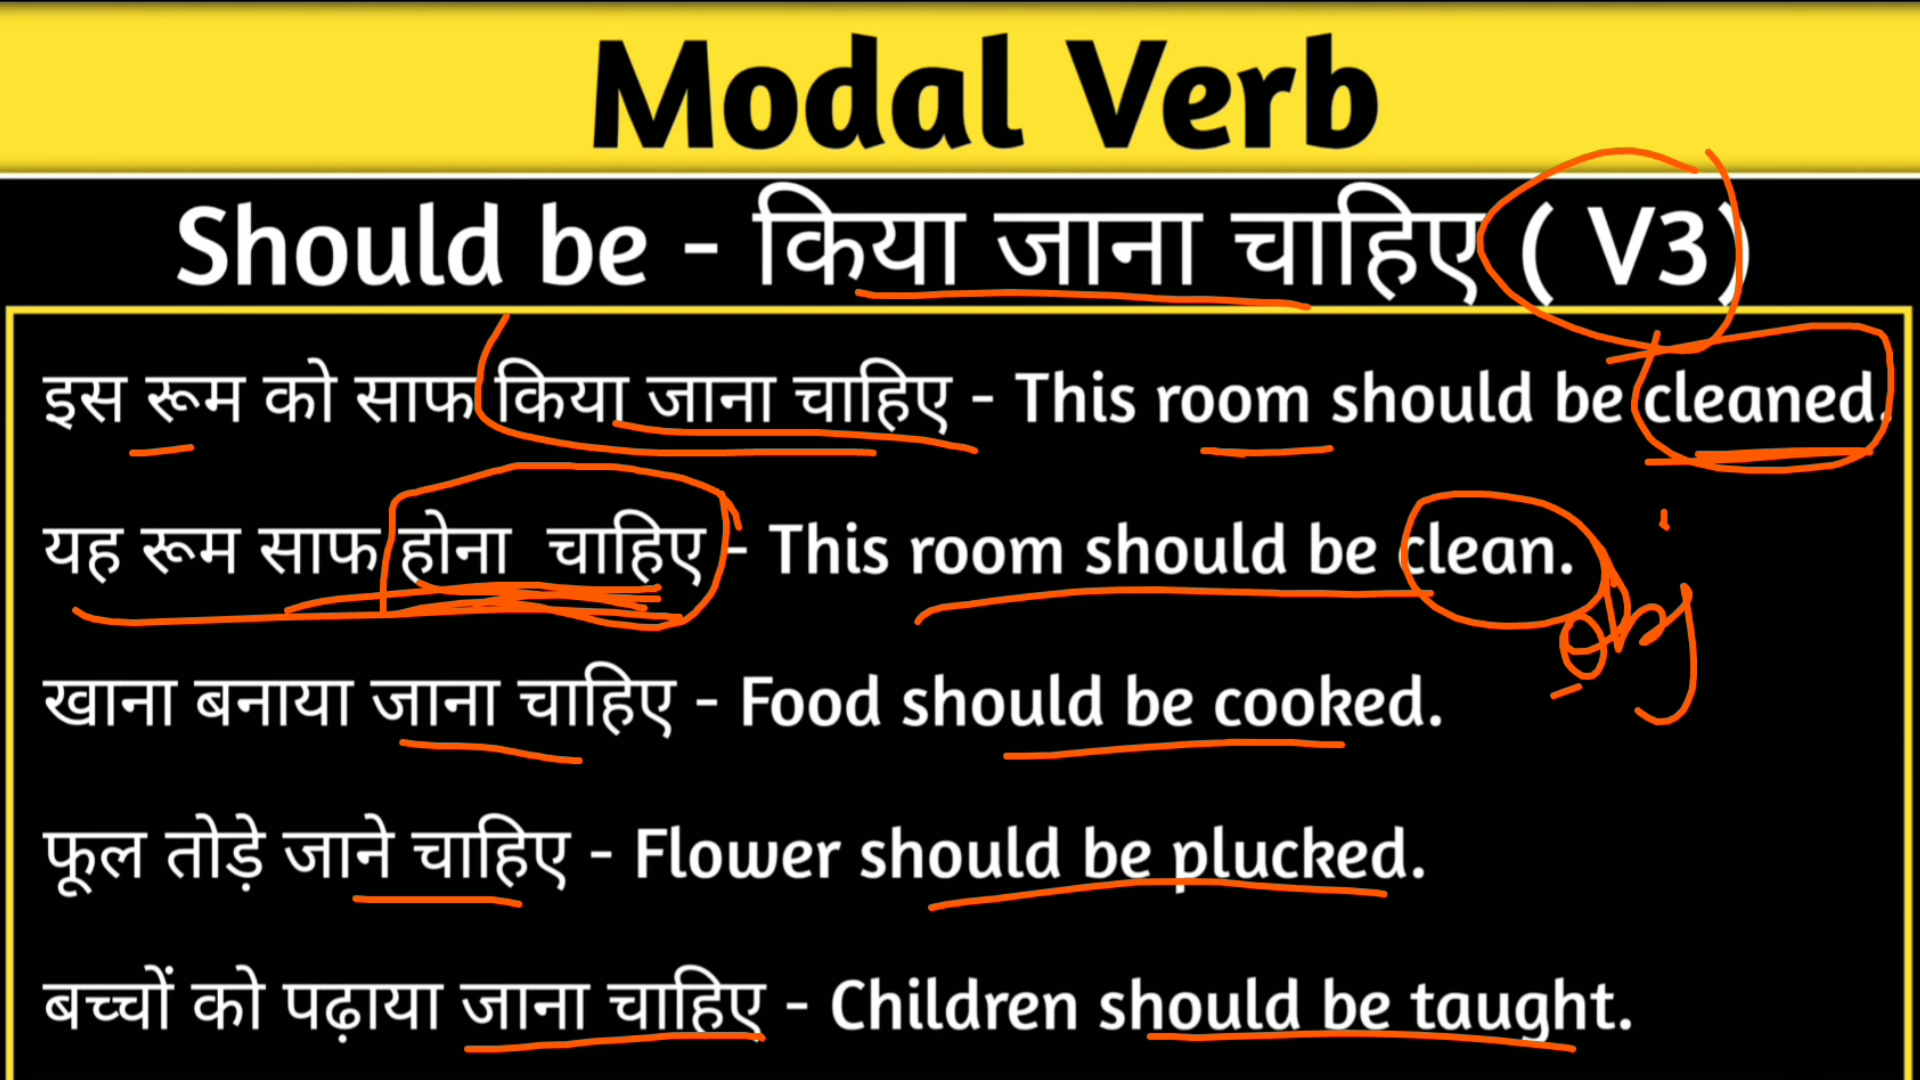 Modal Verb
Should be - किया जाना चाहिए ( V3)
इस रूम को साफ किया जाना चाहिए - This room should be cleaned.
यह रूम साफ होना चाहिए - This room should be clean.
obj
खाना बनाया जाना चाहिए - Food should be cooked.
फूल तोड़े जाने चाहिए - Flower should be plucked.
बच्चों को पढ़ाया जाना चाहिए - Children should be taught.